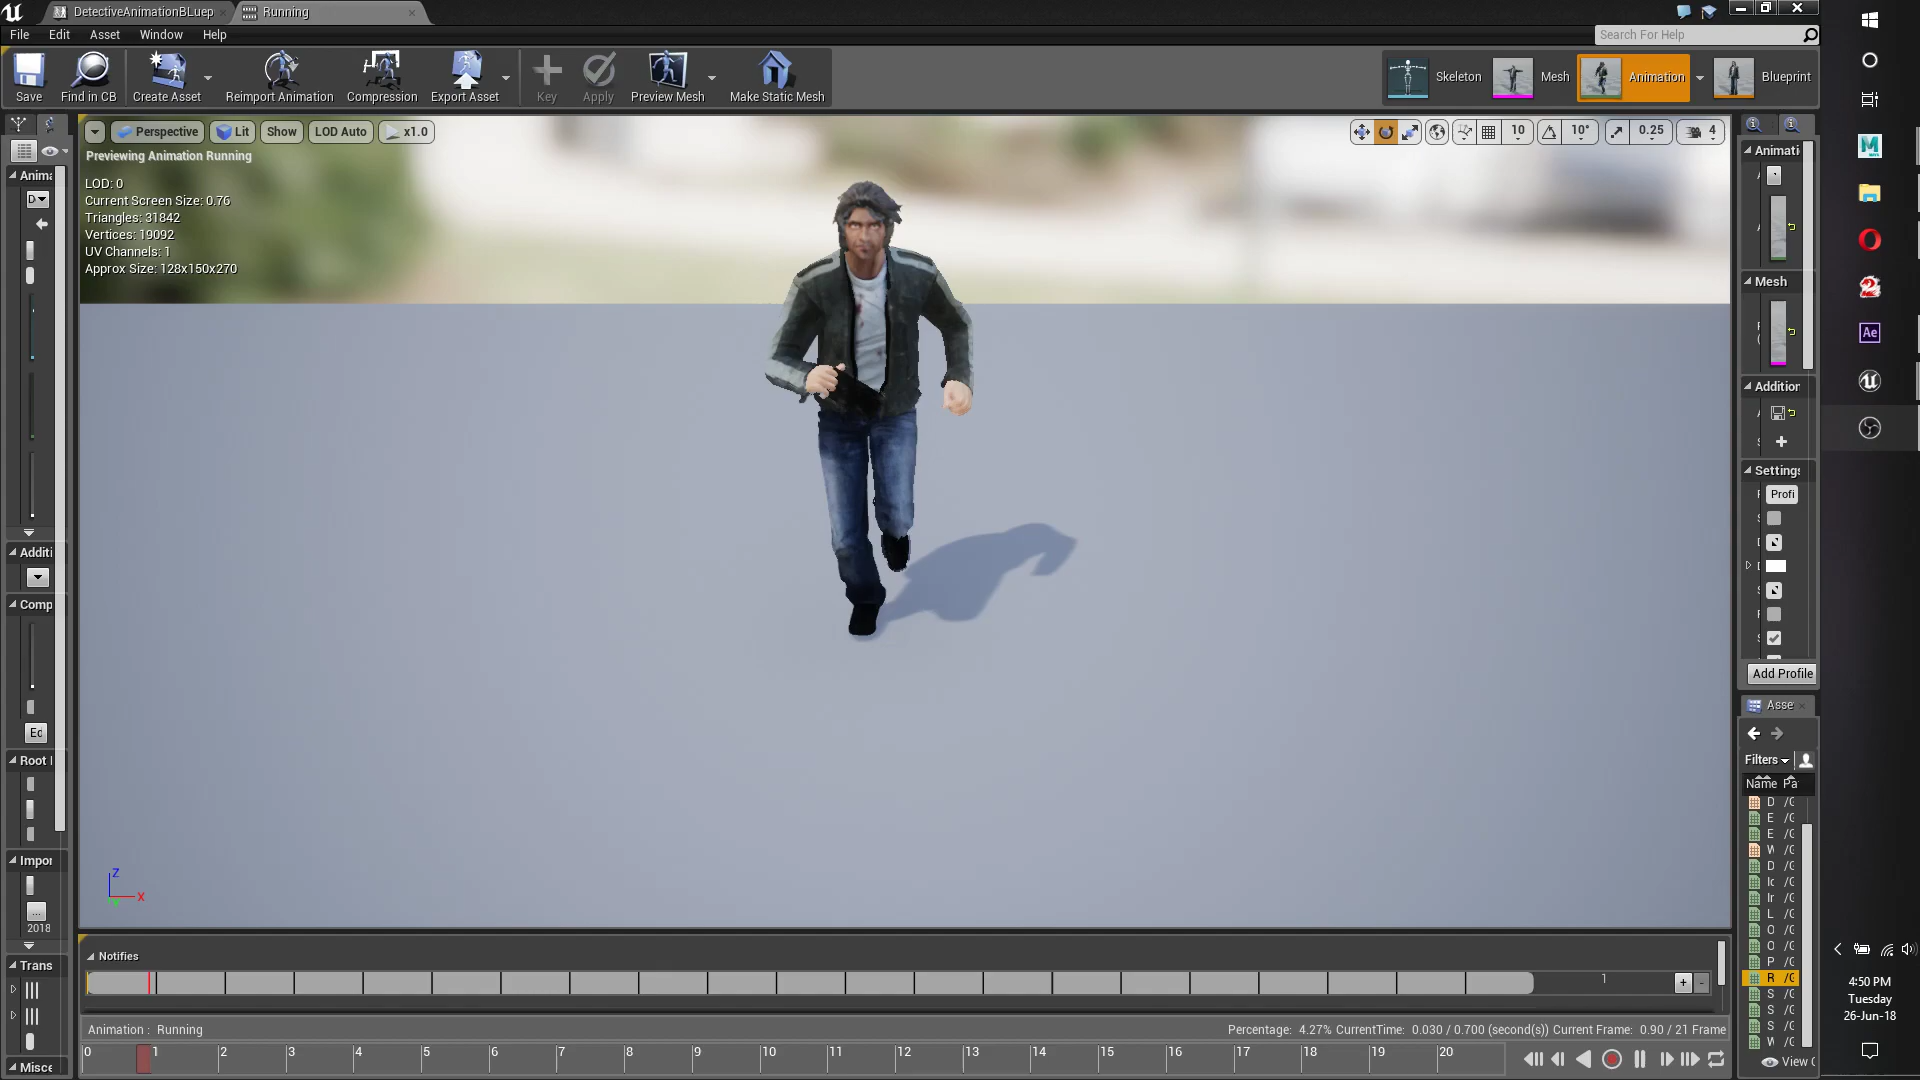 DetectiveAnimationBLuep
Running
File Edit Asset Window Help
Search For Help
Save
Find in CB
Create Asset
Reimport Animation
Compression
Export Asset
Key
Apply
Preview Mesh
Make Static Mesh
Skeleton
Mesh
Animation
Blueprint
Perspective
Lit
Show
LOD Auto
x1.0
10
10°
0.25
4
Previewing Animation Running
LOD: 0
Current Screen Size: 0.76
Triangles: 31842
Vertices: 19092
UV Channels: 1
Approx Size: 128x150x270
Anima
D
Additi
Comp
Ec
Root
Impor
...
2018
Trans
Misce
Z
X
Animati
Mesh
Addition
Settings
Profi
Add Profile
Asse
Filters
Name Pa
D /G
E /G
E /G
W /G
D /G
Ic /G
Ir /G
L /G
O /G
O /G
P /G
R /G
S /G
S /G
S /G
W /G
View
Ae
4:50 PM
Tuesday
26-Jun-18
Notifies
1
+
-
Animation : Running
Percentage: 4.27% CurrentTime: 0.030 / 0.700 (second(s)) Current Frame: 0.90 / 21 Frame
0 1 2 3 4 5 6 7 8 9 10 11 12 13 14 15 16 17 18 19 20